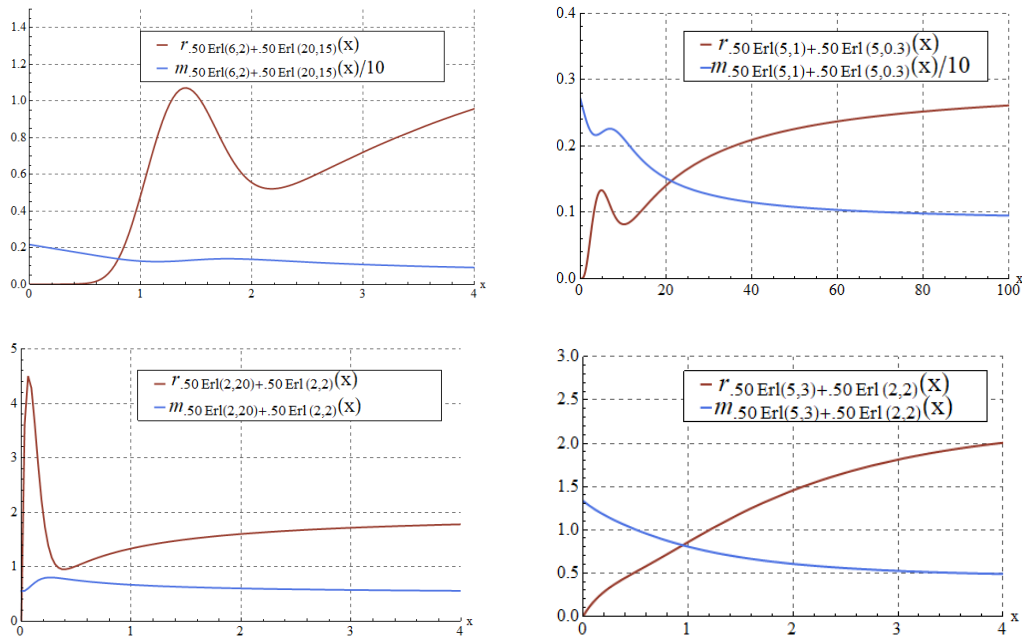 1.4
1.2
1.0
0.8
0.6
0.4
0.2
0.0
0 1 2 3 4 x
r.50 Erl(6,2)+.50 Erl (20,15)(x)
m.50 Erl(6,2)+.50 Erl (20,15)(x)/10
0.4
0.3
0.2
0.1
0.0
0 20 40 60 80 100 x
r.50 Erl(5,1)+.50 Erl (5,0.3)(x)
m.50 Erl(5,1)+.50 Erl (5,0.3)(x)/10
5
4
3
2
1
0
0 1 2 3 4 x
r.50 Erl(2,20)+.50 Erl (2,2)(x)
m.50 Erl(2,20)+.50 Erl (2,2)(x)
3.0
2.5
2.0
1.5
1.0
0.5
0.0
0 1 2 3 4 x
r.50 Erl(5,3)+.50 Erl (2,2)(x)
m.50 Erl(5,3)+.50 Erl (2,2)(x)